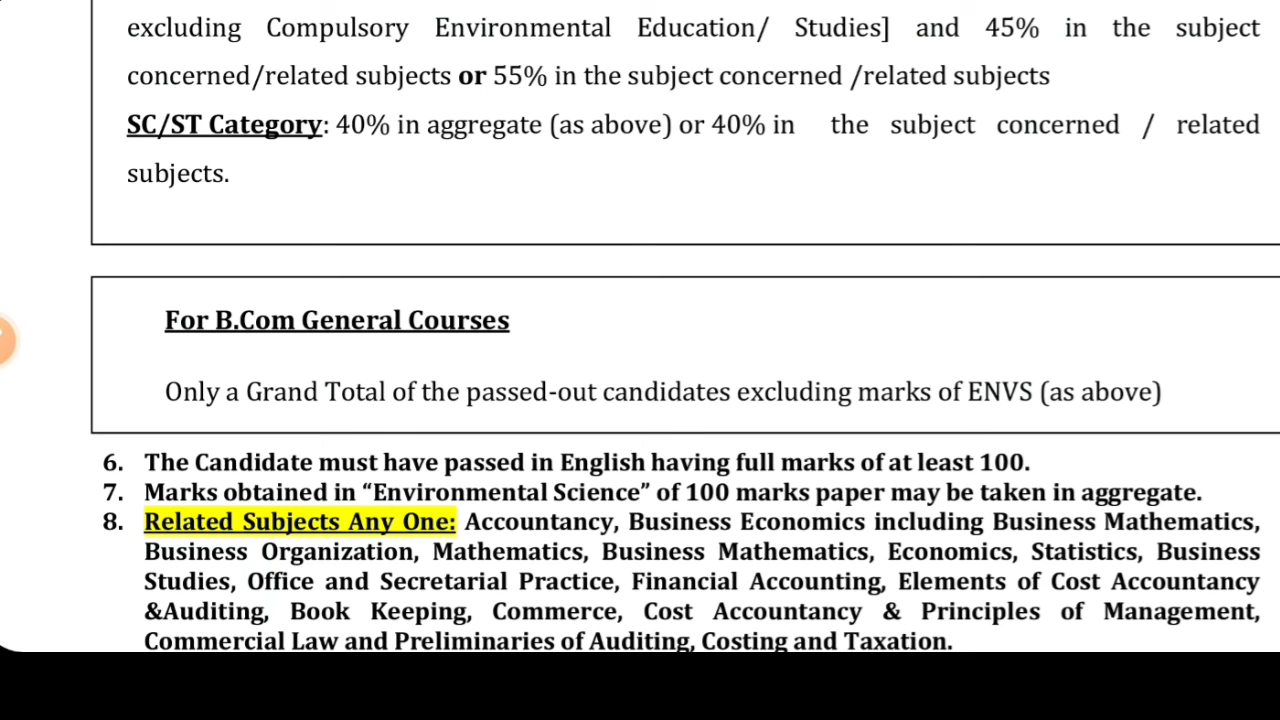 excluding Compulsory Environmental Education/ Studies] and 45% in the subject
concerned/related subjects or 55% in the subject concerned /related subjects
SC/ST Category: 40% in aggregate (as above) or 40% in the subject concerned / related
subjects.
For B.Com General Courses
Only a Grand Total of the passed-out candidates excluding marks of ENVS (as above)
6. The Candidate must have passed in English having full marks of at least 100.
7. Marks obtained in “Environmental Science” of 100 marks paper may be taken in aggregate.
8. Related Subjects Any One: Accountancy, Business Economics including Business Mathematics,
Business Organization, Mathematics, Business Mathematics, Economics, Statistics, Business
Studies, Office and Secretarial Practice, Financial Accounting, Elements of Cost Accountancy
&Auditing, Book Keeping, Commerce, Cost Accountancy & Principles of Management,
Commercial Law and Preliminaries of Auditing, Costing and Taxation.